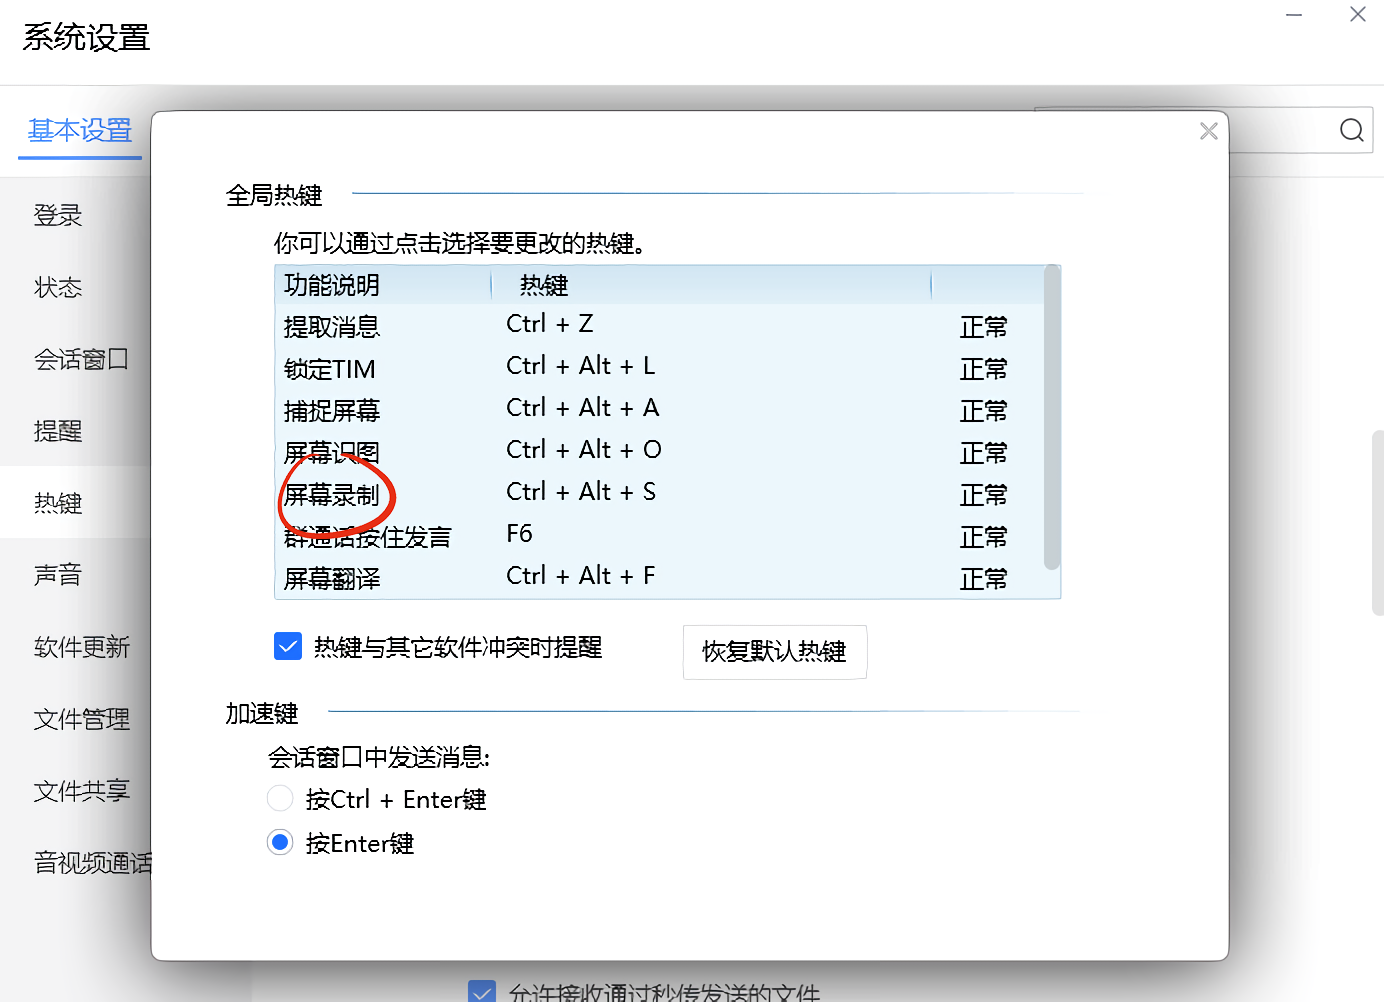 系统设置
基本设置
登录
状态
会话窗口
提醒
热键
声音
软件更新
文件管理
文件共享
音视频通话
全局热键
你可以通过点击选择要更改的热键。
功能说明 热键
提取消息 Ctrl + Z 正常
锁定TIM Ctrl + Alt + L 正常
捕捉屏幕 Ctrl + Alt + A 正常
屏幕识图 Ctrl + Alt + O 正常
屏幕录制 Ctrl + Alt + S 正常
群通话按住发言 F6 正常
屏幕翻译 Ctrl + Alt + F 正常
热键与其它软件冲突时提醒 恢复默认热键
加速键
会话窗口中发送消息:
按Ctrl + Enter键
按Enter键
允许接收通过秒传发送的文件